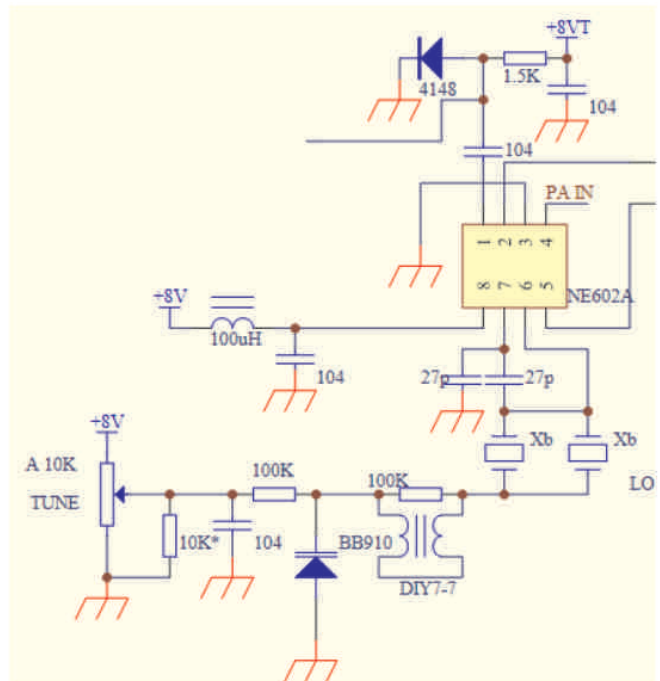 +8VT
1.5K
4148
104
104
PA IN
1 2 3 4
8 7 6 5
NE602A
+8V
100uH
104
27p
27p
+8V
Xb
Xb
A 10K
100K
100K
LO
TUNE
10K*
104
BB910
DIY7-7